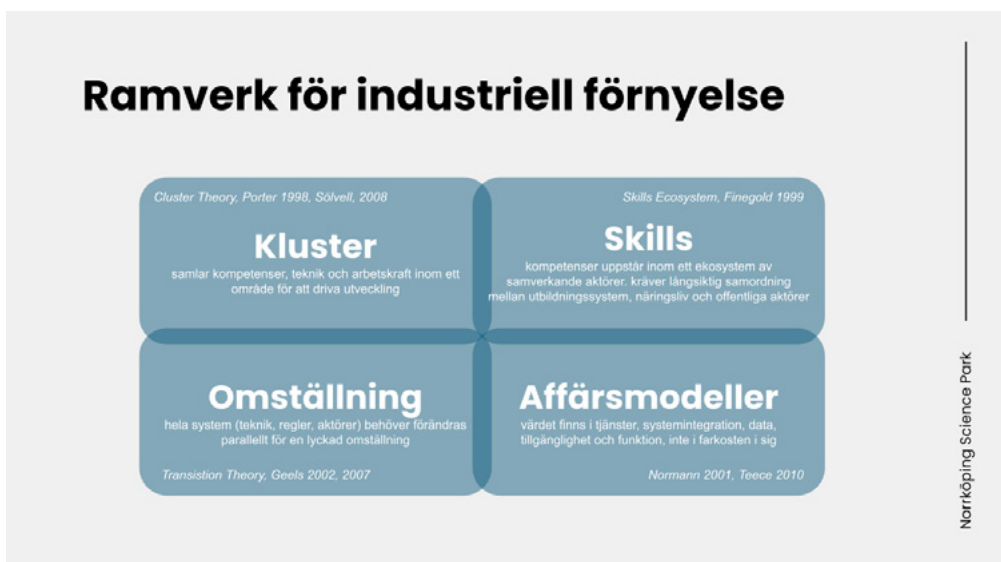 Ramverk för industriell förnyelse
Cluster Theory, Porter 1998, Sölvell, 2008
Kluster
samlar kompetenser, teknik och arbetskraft inom ett
område för att driva utveckling
Skills Ecosystem, Finegold 1999
Skills
kompetenser uppstår inom ett ekosystem av
samverkande aktörer. kräver långsiktig samordning
mellan utbildningssystem, näringsliv och offentliga aktörer
Omställning
hela system (teknik, regler, aktörer) behöver förändras
parallellt för en lyckad omställning
Transistion Theory, Geels 2002, 2007
Affärsmodeller
värdet finns i tjänster, systemintegration, data,
tillgänglighet och funktion, inte i farkosten i sig
Normann 2001, Teece 2010
Norrköping Science Park